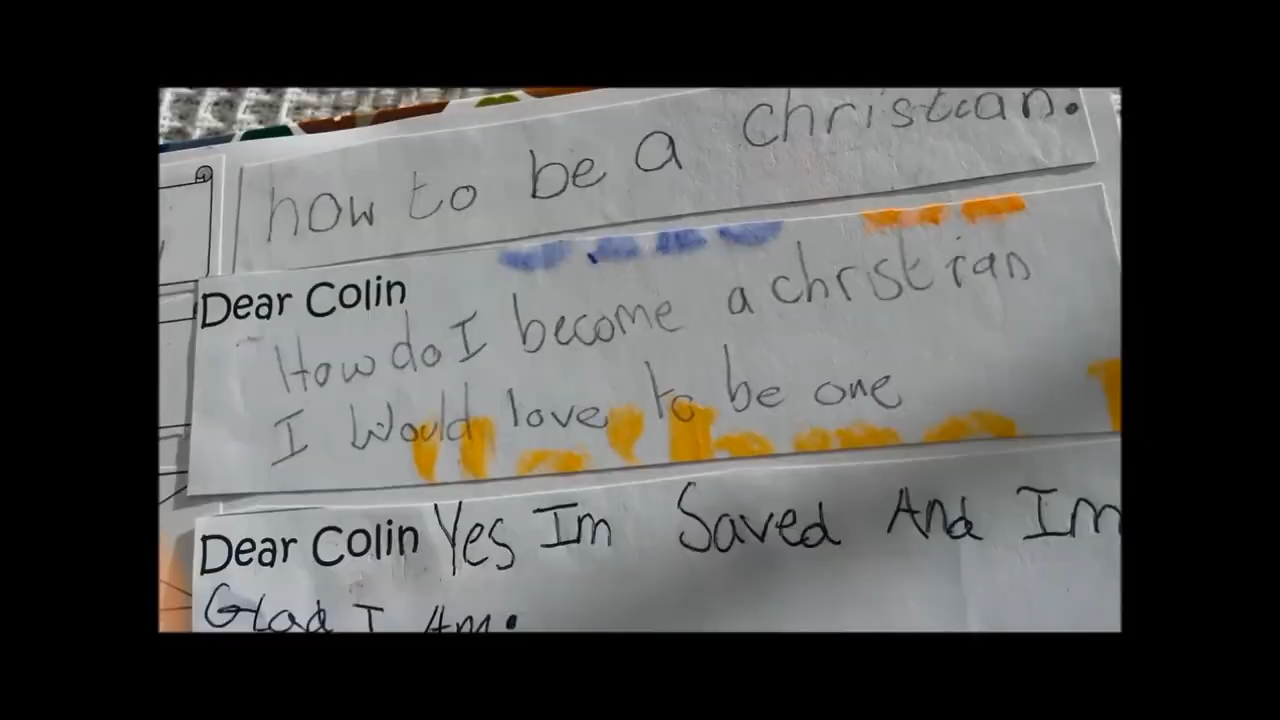 how to be a christian.
Dear Colin
How do I become a christian
I Would love to be one
Dear Colin Yes Im Saved And Im
Glad I Am.